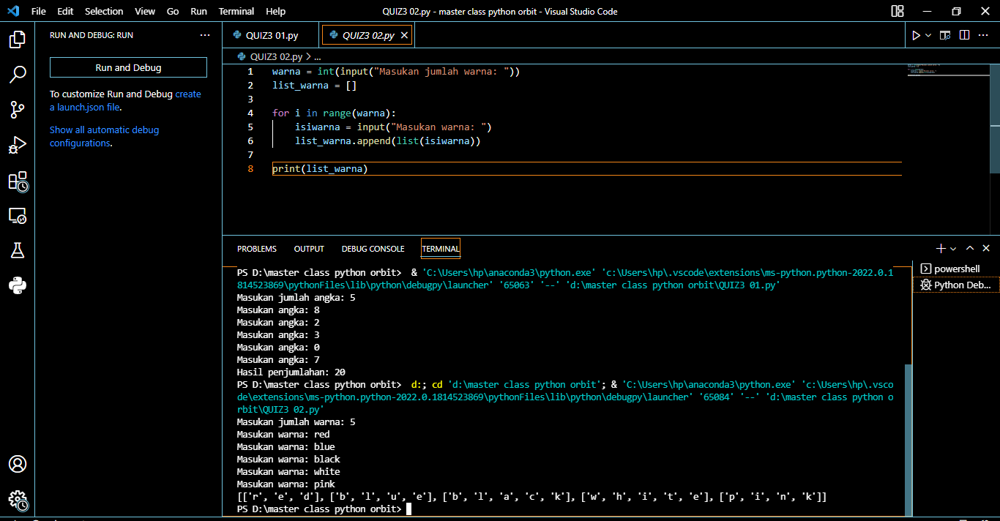 File Edit Selection View Go Run Terminal Help QUIZ3 02.py - master class python orbit - Visual Studio Code
RUN AND DEBUG: RUN
Run and Debug
To customize Run and Debug create
a launch.json file.
Show all automatic debug
configurations.
QUIZ3 01.py QUIZ3 02.py
QUIZ3 02.py > ...
1 warna = int(input("Masukan jumlah warna: "))
2 list_warna = []
3
4 for i in range(warna):
5 isiwarna = input("Masukan warna: ")
6 list_warna.append(list(isiwarna))
7
8 print(list_warna)
PROBLEMS OUTPUT DEBUG CONSOLE TERMINAL
PS D:\master class python orbit>  & 'C:\Users\hp\anaconda3\python.exe' 'c:\Users\hp\.vscode\extensions\ms-python.python-2022.0.1
814523869\pythonFiles\lib\python\debugpy\launcher' '65063' '--' 'd:\master class python orbit\QUIZ3 01.py'
Masukan jumlah angka: 5
Masukan angka: 8
Masukan angka: 2
Masukan angka: 3
Masukan angka: 0
Masukan angka: 7
Hasil penjumlahan: 20
PS D:\master class python orbit>  d:; cd 'd:\master class python orbit'; & 'C:\Users\hp\anaconda3\python.exe' 'c:\Users\hp\.vsco
de\extensions\ms-python.python-2022.0.1814523869\pythonFiles\lib\python\debugpy\launcher' '65084' '--' 'd:\master class python o
rbit\QUIZ3 02.py'
Masukan jumlah warna: 5
Masukan warna: red
Masukan warna: blue
Masukan warna: black
Masukan warna: white
Masukan warna: pink
[['r', 'e', 'd'], ['b', 'l', 'u', 'e'], ['b', 'l', 'a', 'c', 'k'], ['w', 'h', 'i', 't', 'e'], ['p', 'i', 'n', 'k']]
PS D:\master class python orbit>
powershell
Python Deb...